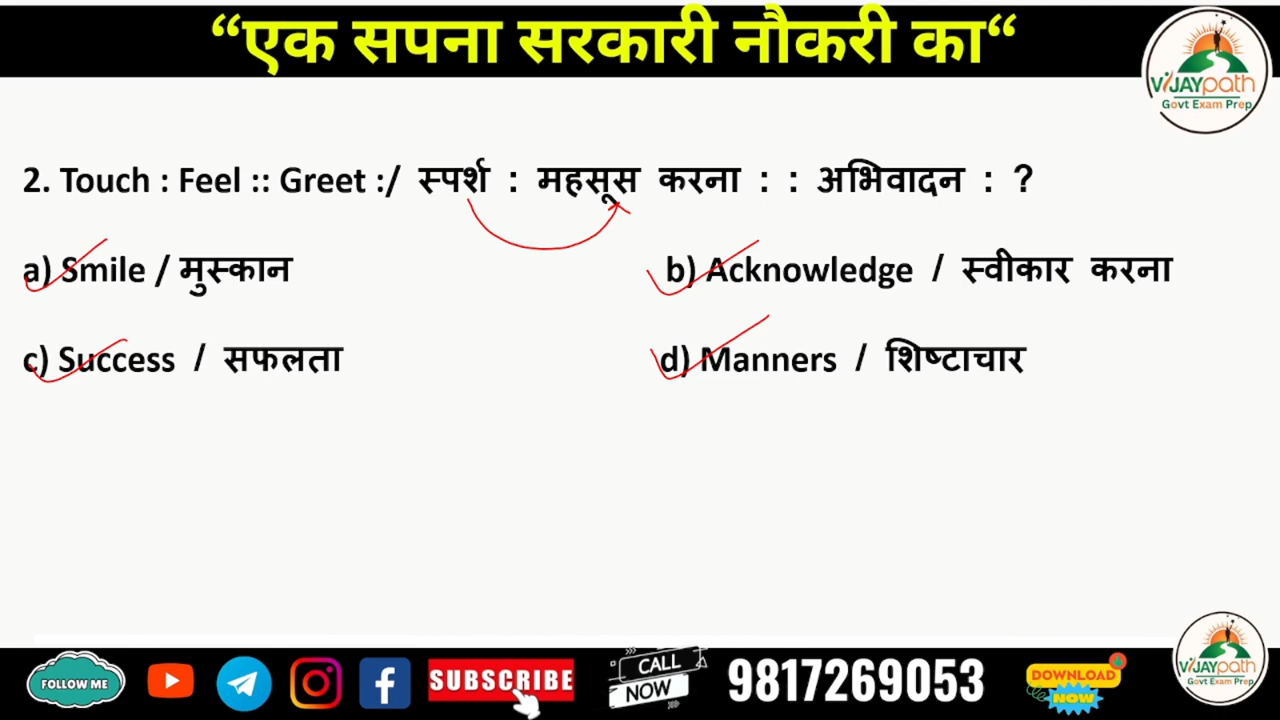 “एक सपना सरकारी नौकरी का“
VIJAYpath
Govt Exam Prep
2. Touch : Feel :: Greet :/ स्पर्श : महसूस करना : : अभिवादन : ?
a) Smile / मुस्कान
b) Acknowledge / स्वीकार करना
c) Success / सफलता
d) Manners / शिष्टाचार
FOLLOW ME
SUBSCRIBE
CALL
NOW
9817269053
DOWNLOAD
NOW
VIJAYpath
Govt Exam Prep